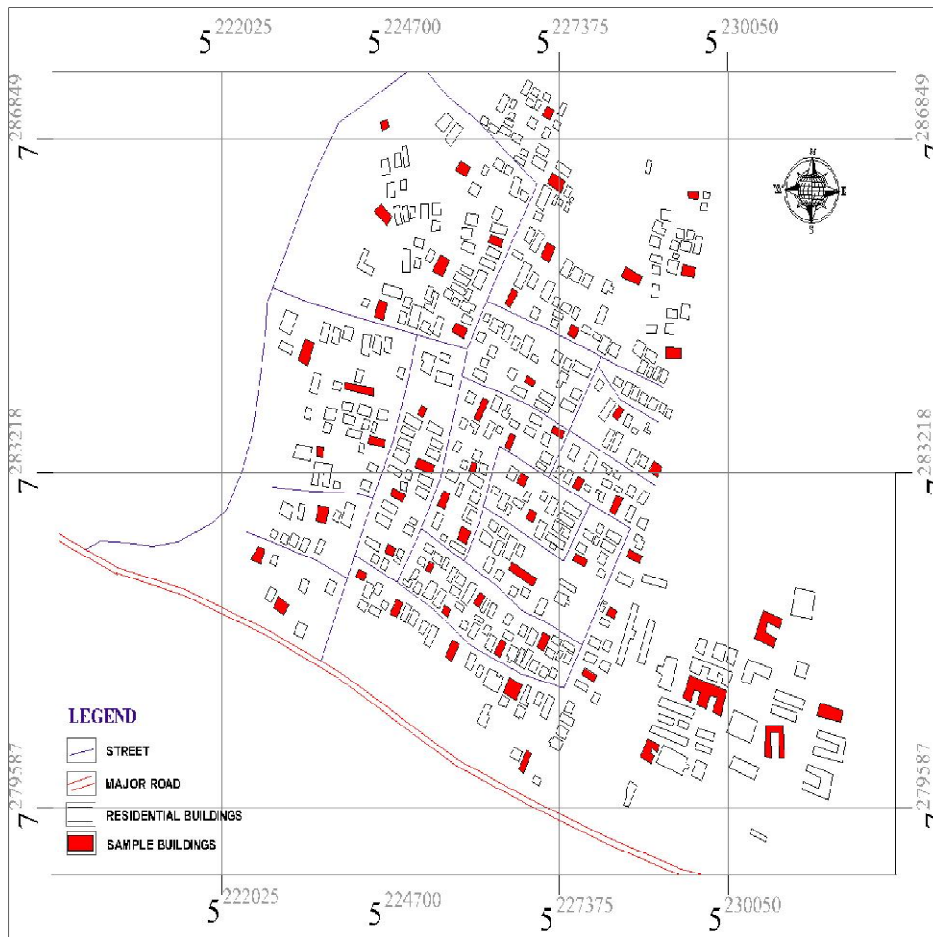 5 222025 5 224700 5 227375 5 230050
7 286849
7 286849
N
W E
S
7 283218
7 283218
LEGEND
STREET
MAJOR ROAD
RESIDENTIAL BUILDINGS
SAMPLE BUILDINGS
7 279587
7 279587
5 222025 5 224700 5 227375 5 230050